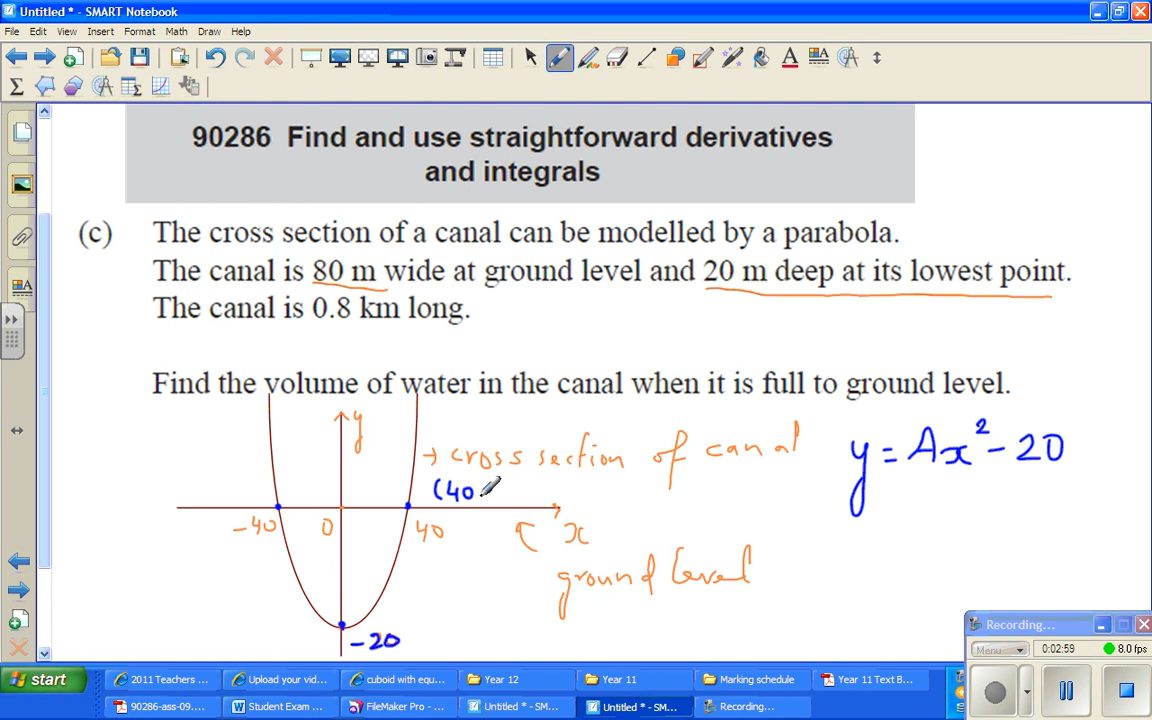 Untitled * - SMART Notebook
File Edit View Insert Format Math Draw Help
90286 Find and use straightforward derivatives
and integrals
(c) The cross section of a canal can be modelled by a parabola.
The canal is 80 m wide at ground level and 20 m deep at its lowest point.
The canal is 0.8 km long.
Find the volume of water in the canal when it is full to ground level.
y
→ cross section of canal
y = Ax² - 20
(40
-40 0 40 x
ground level
-20
Recording...
Menu 0:02:59 8.0 fps
start 2011 Teachers ... Upload your vid... cuboid with equ... Year 12 Year 11 Marking schedule Year 11 Text B...
90286-ass-09.... Student Exam ... FileMaker Pro - ... Untitled * - SM... Untitled * - SM... Recording...